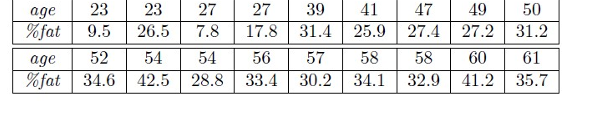 age 23 23 27 27 39 41 47 49 50
%fat 9.5 26.5 7.8 17.8 31.4 25.9 27.4 27.2 31.2
age 52 54 54 56 57 58 58 60 61
%fat 34.6 42.5 28.8 33.4 30.2 34.1 32.9 41.2 35.7